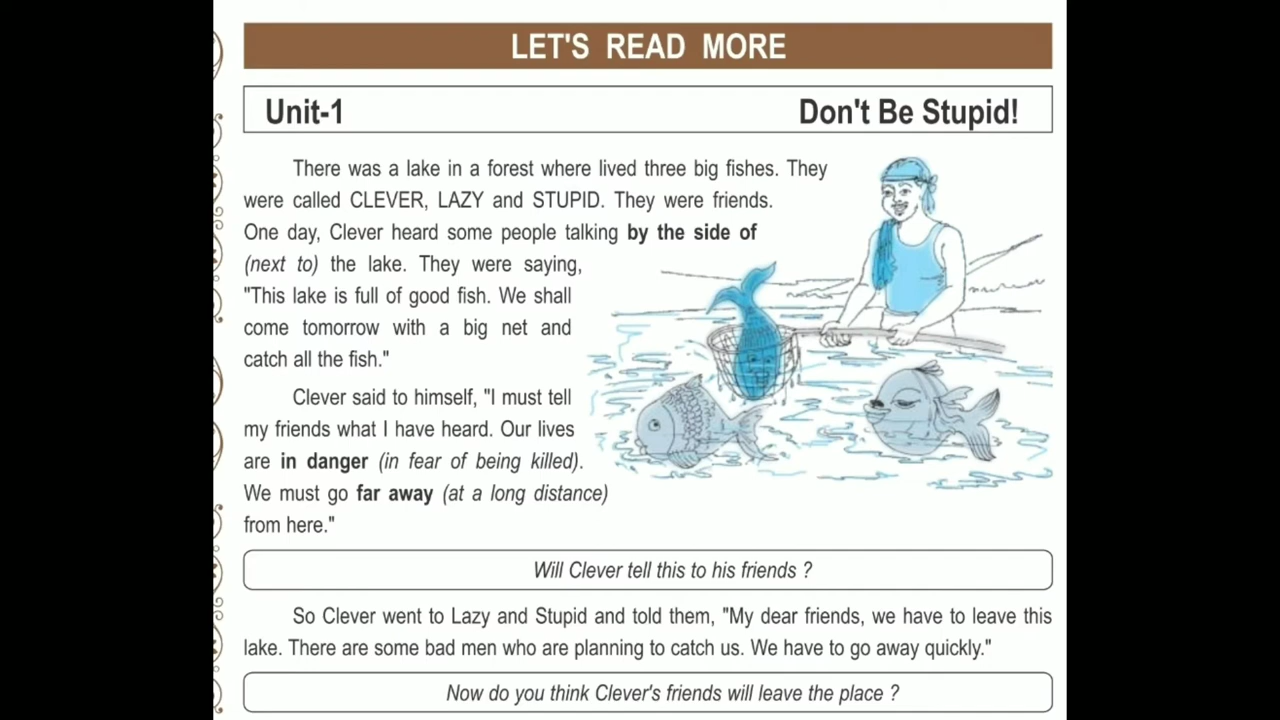 LET'S READ MORE
Unit-1 Don't Be Stupid!
There was a lake in a forest where lived three big fishes. They
were called CLEVER, LAZY and STUPID. They were friends.
One day, Clever heard some people talking by the side of
(next to) the lake. They were saying,
"This lake is full of good fish. We shall
come tomorrow with a big net and
catch all the fish."
Clever said to himself, "I must tell
my friends what I have heard. Our lives
are in danger (in fear of being killed).
We must go far away (at a long distance)
from here."
Will Clever tell this to his friends ?
So Clever went to Lazy and Stupid and told them, "My dear friends, we have to leave this
lake. There are some bad men who are planning to catch us. We have to go away quickly."
Now do you think Clever's friends will leave the place ?